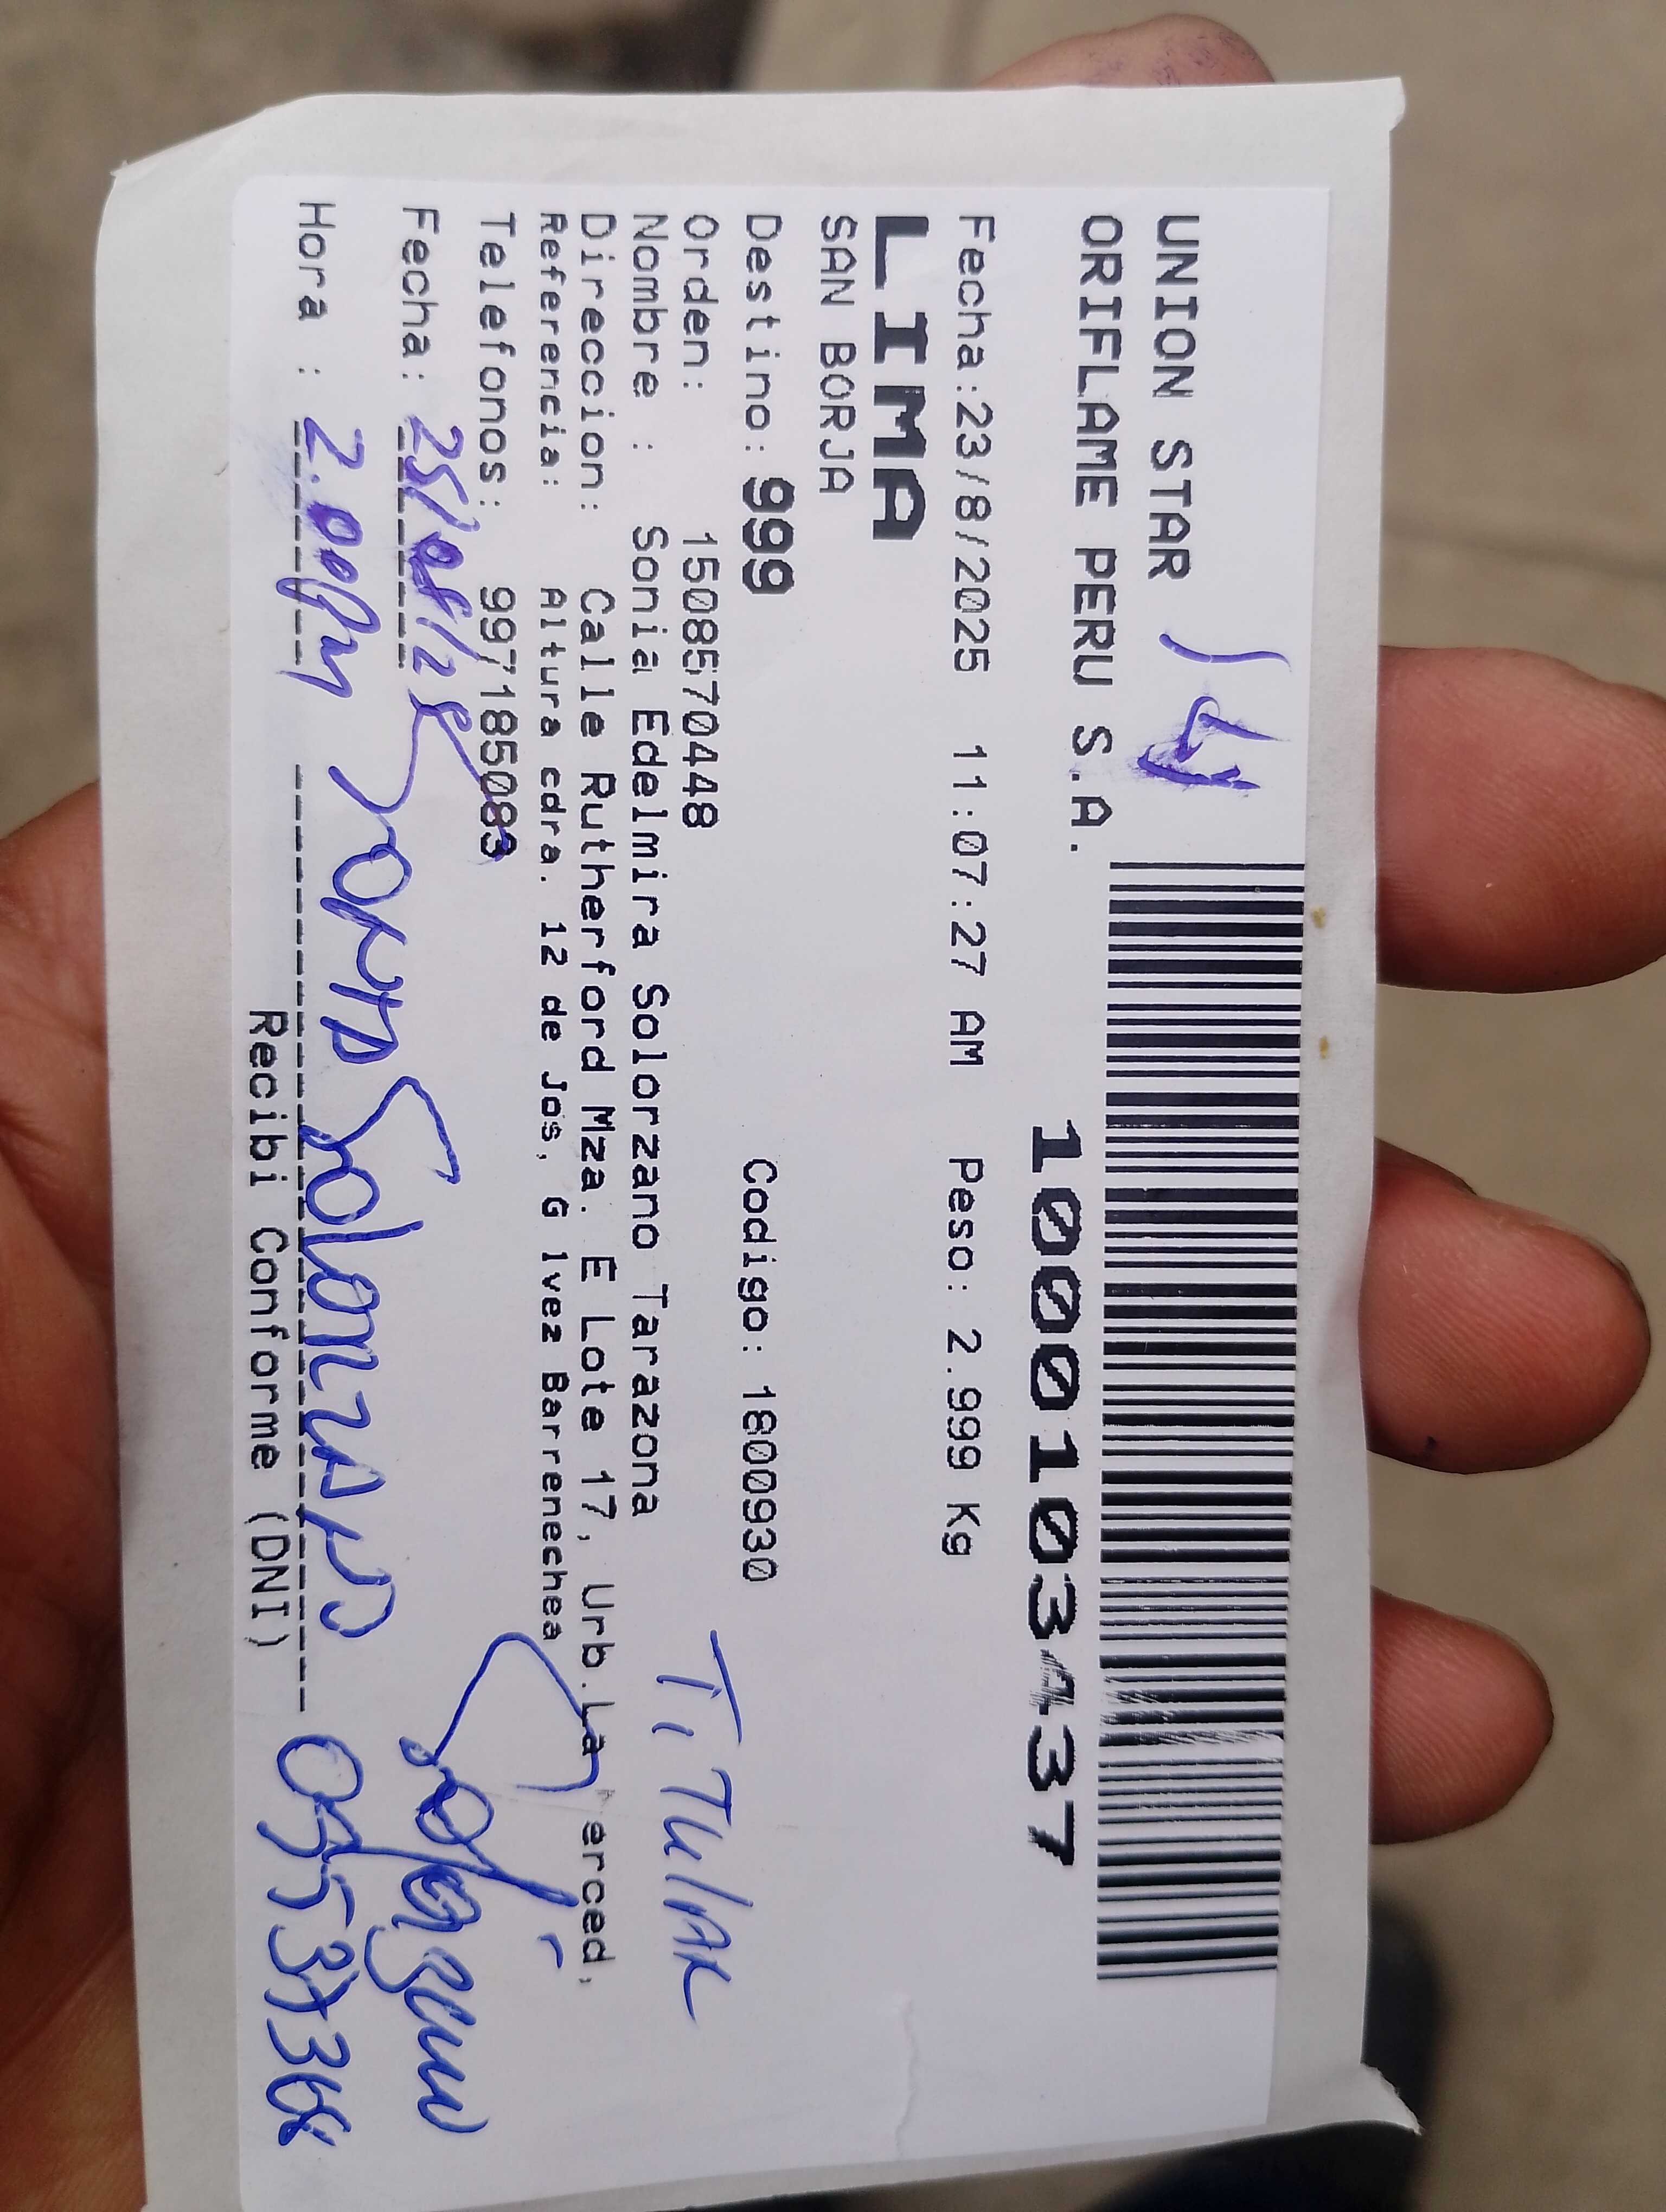 UNION STAR 14
ORIFLAME PERU S.A.
1000103437
Fecha:23/8/2025 11:07:27 AM Peso: 2.999 Kg
LIMA
SAN BORJA
Destino: 999 Codigo: 1800930
Orden: 1508570448 TiTulAR
Nombre : Sonia Edelmira Solorzano Tarazona
Direccion: Calle Rutherford Mza. E Lote 17, Urb.La erced,
Referencia: Altura cdra. 12 de Jos, G lvez Barrenechea
Telefonos: 997185083
Fecha: 25/08/25
Hora : 2.00PM SONIA SOLORZANO
Recibi Conforme (DNI)